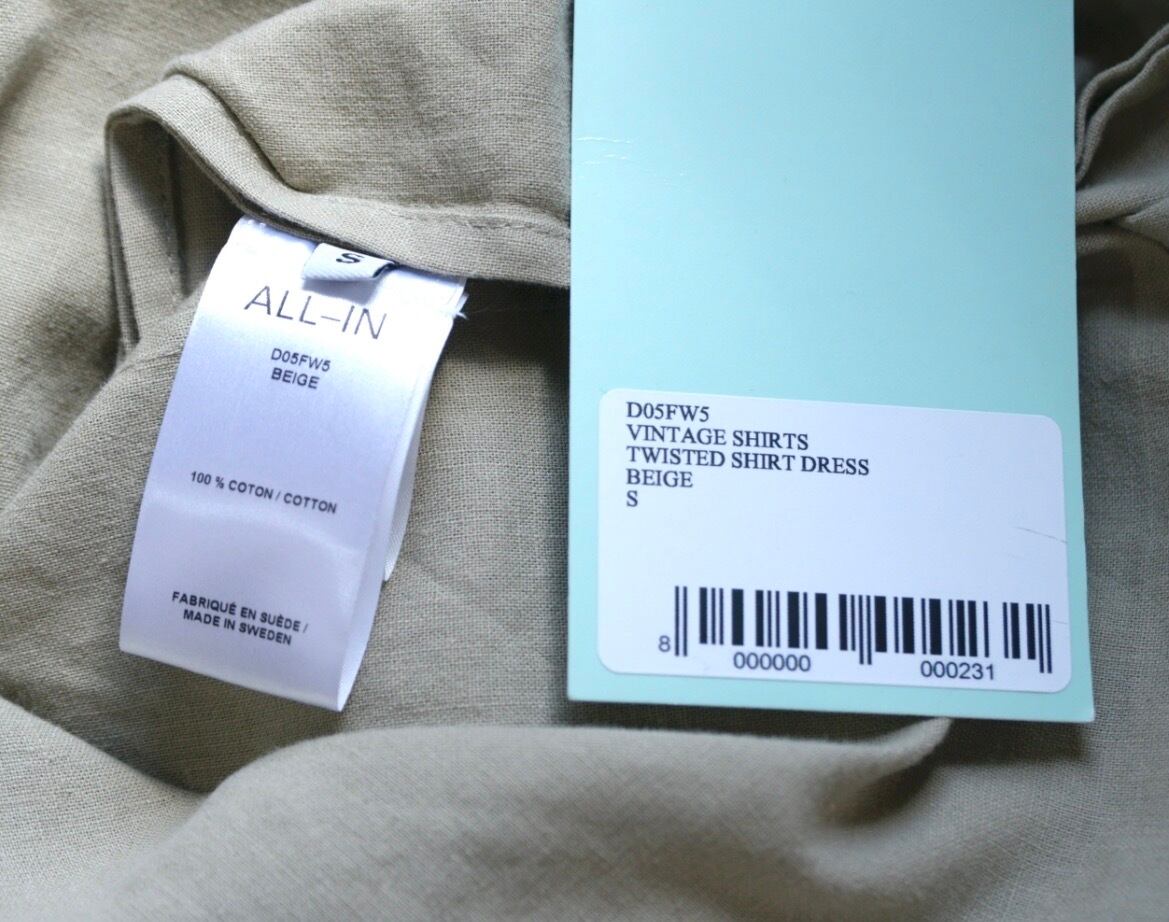 S
ALL–IN
D05FW5
BEIGE
100 % COTON / COTTON
FABRIQUÉ EN SUÈDE /
MADE IN SWEDEN
D05FW5
VINTAGE SHIRTS
TWISTED SHIRT DRESS
BEIGE
S
8 000000 000231